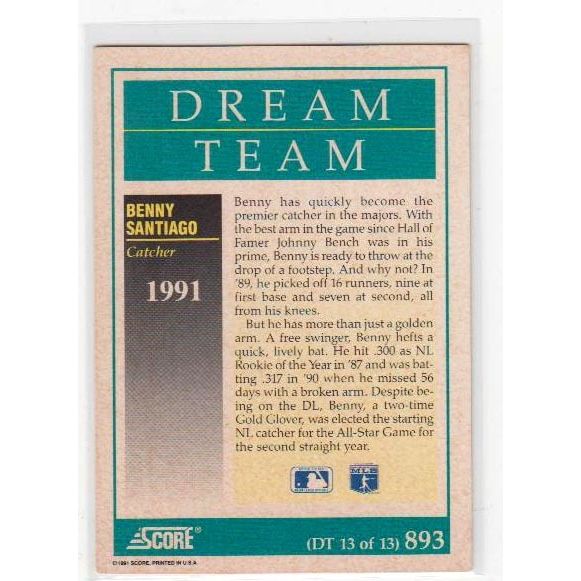 DREAM
TEAM
BENNY
SANTIAGO
Catcher
1991
Benny has quickly become the
premier catcher in the majors. With
the best arm in the game since Hall of
Famer Johnny Bench was in his
prime, Benny is ready to throw at the
drop of a footstep. And why not? In
'89, he picked off 16 runners, nine at
first base and seven at second, all
from his knees.
But he has more than just a golden
arm. A free swinger, Benny hefts a
quick, lively bat. He hit .300 as NL
Rookie of the Year in '87 and was bat-
ting .317 in '90 when he missed 56
days with a broken arm. Despite be-
ing on the DL, Benny, a two-time
Gold Glover, was elected the starting
NL catcher for the All-Star Game for
the second straight year.
MLB
SCORE®
(DT 13 of 13) 893
©1991 SCORE, PRINTED IN U.S.A.